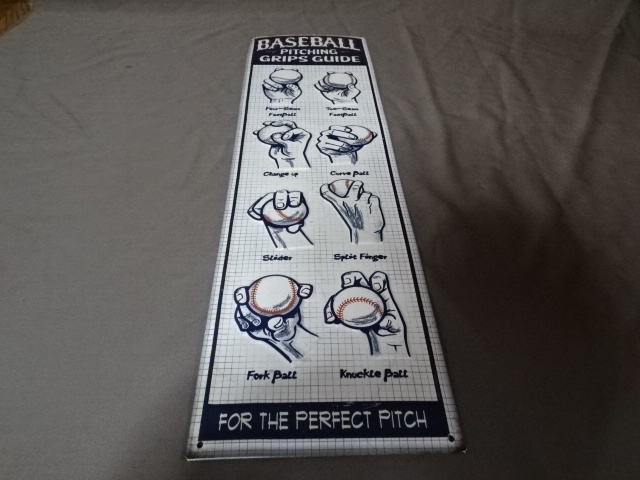 BASEBALL
PITCHING
GRIPS GUIDE
Four-Seam Two-Seam
Fastball Fastball
Change up Curve Ball
Slider Split Finger
Fork Ball Knuckle Ball
FOR THE PERFECT PITCH